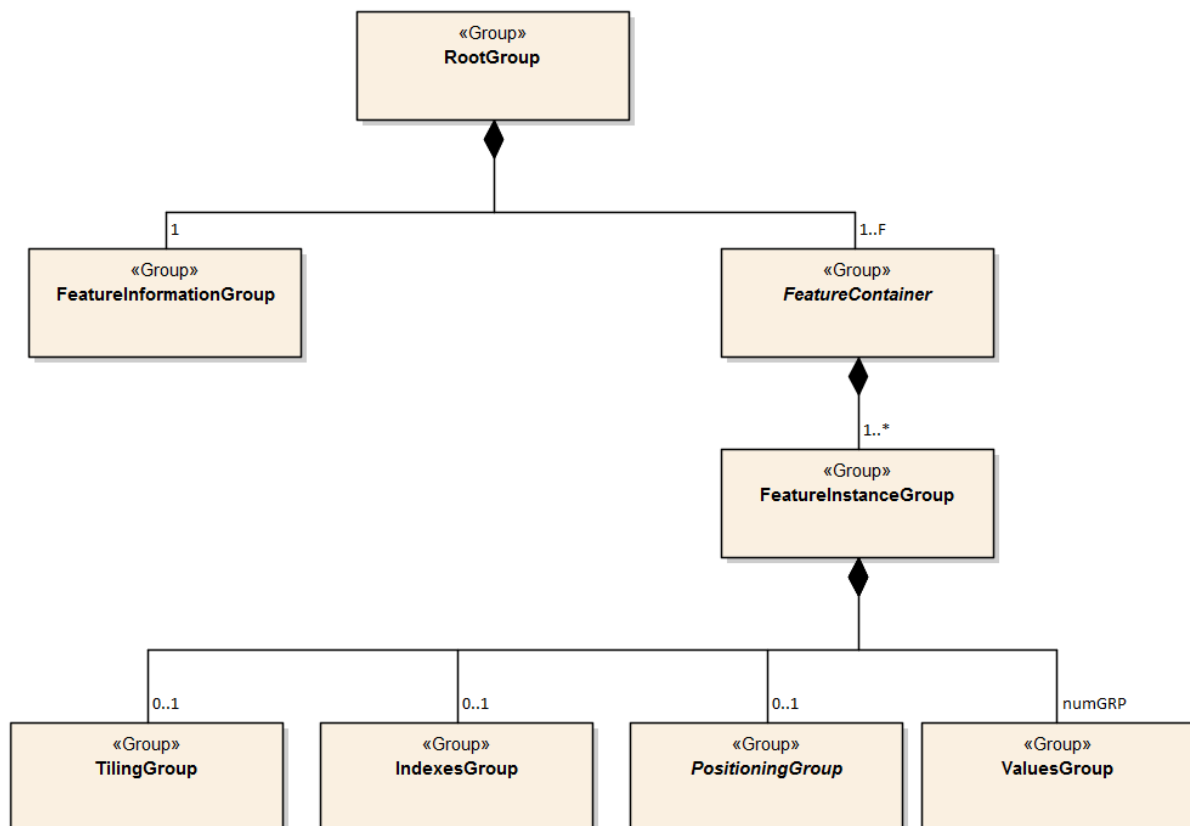 «Group»
RootGroup
1
1..F
«Group»
FeatureInformationGroup
«Group»
FeatureContainer
1..*
«Group»
FeatureInstanceGroup
0..1
0..1
0..1
numGRP
«Group»
TilingGroup
«Group»
IndexesGroup
«Group»
PositioningGroup
«Group»
ValuesGroup